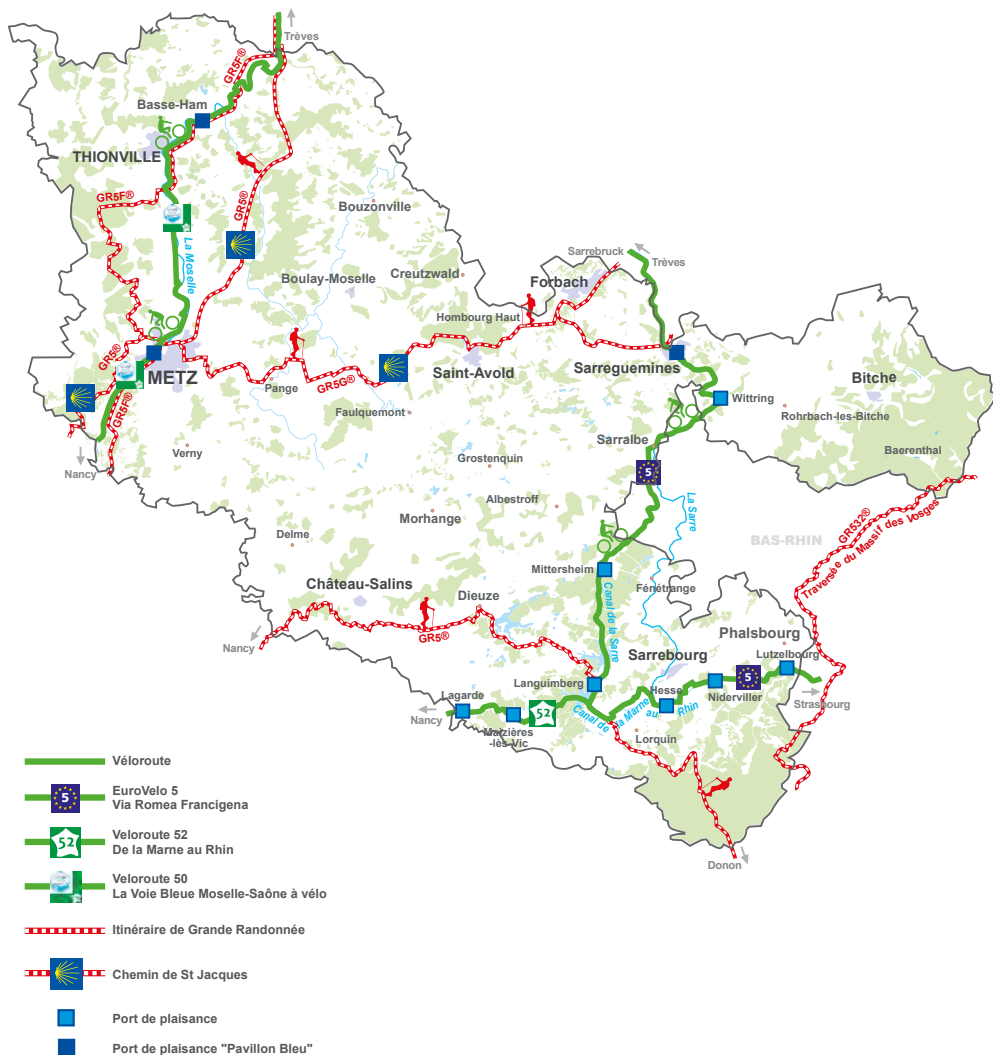 Trèves
GR5F®
Basse-Ham
THIONVILLE
GR5F®
GR5®
Bouzonville
La Moselle
Sarrebruck
Trèves
Creutzwald
Boulay-Moselle
Forbach
Hombourg Haut
GR5®
METZ
Saint-Avold
Sarreguemines
GR5G®
Pange
Bitche
Wittring
GR5F®
Faulquemont
Rohrbach-les-Bitche
Sarralbe
Verny
Baerenthal
Nancy
Grostenquin
5
Albestroff
La Sarre
Morhange
GR532®
Traversée du Massif des Vosges
Delme
BAS-RHIN
Mittersheim
Château-Salins
Fénétrange
Dieuze
Canal de la Sarre
GR5®
Phalsbourg
Nancy
Sarrebourg
Lutzelbourg
Languimberg
Hesse
5
Lagarde
Niderviller
Strasbourg
Nancy
52
Canal de la Marne au Rhin
Maizières
-lès-Vic
Lorquin
Donon
Véloroute
5
EuroVelo 5
Via Romea Francigena
52
Veloroute 52
De la Marne au Rhin
Veloroute 50
La Voie Bleue Moselle-Saône à vélo
Itinéraire de Grande Randonnée
Chemin de St Jacques
Port de plaisance
Port de plaisance "Pavillon Bleu"